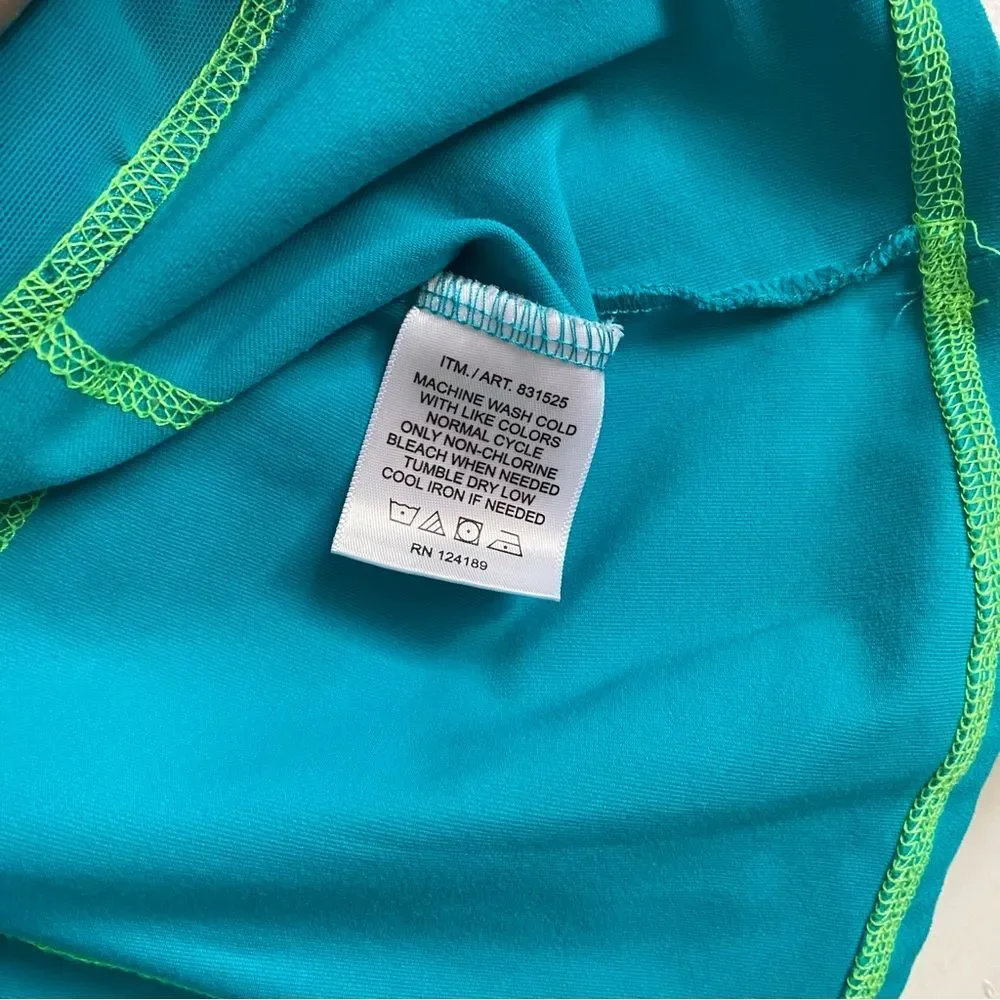 ITM./ART. 831525
MACHINE WASH COLD
WITH LIKE COLORS
NORMAL CYCLE
ONLY NON-CHLORINE
BLEACH WHEN NEEDED
TUMBLE DRY LOW
COOL IRON IF NEEDED
RN 124189